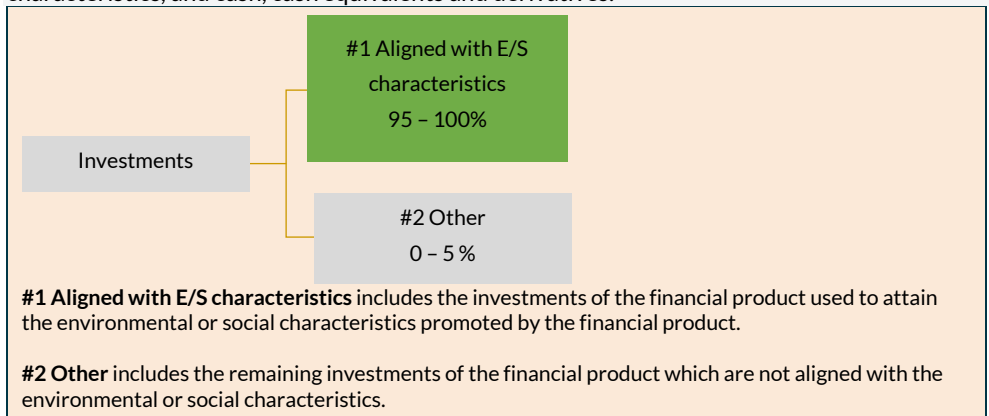 characteristics, and cash, cash equivalents and derivatives.
#1 Aligned with E/S
characteristics
95 – 100%
Investments
#2 Other
0 – 5 %
#1 Aligned with E/S characteristics includes the investments of the financial product used to attain
the environmental or social characteristics promoted by the financial product.
#2 Other includes the remaining investments of the financial product which are not aligned with the
environmental or social characteristics.